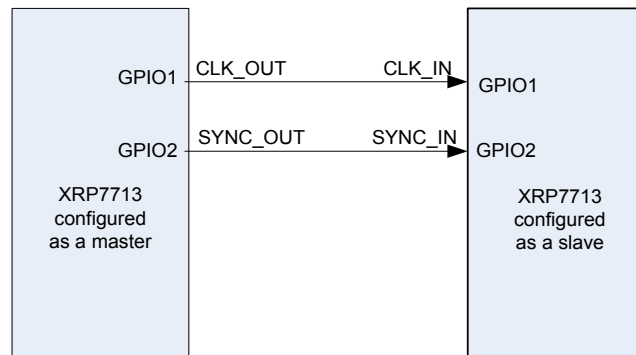 GPIO1 CLK_OUT CLK_IN GPIO1
GPIO2 SYNC_OUT SYNC_IN GPIO2
XRP7713
configured
as a master
XRP7713
configured
as a slave